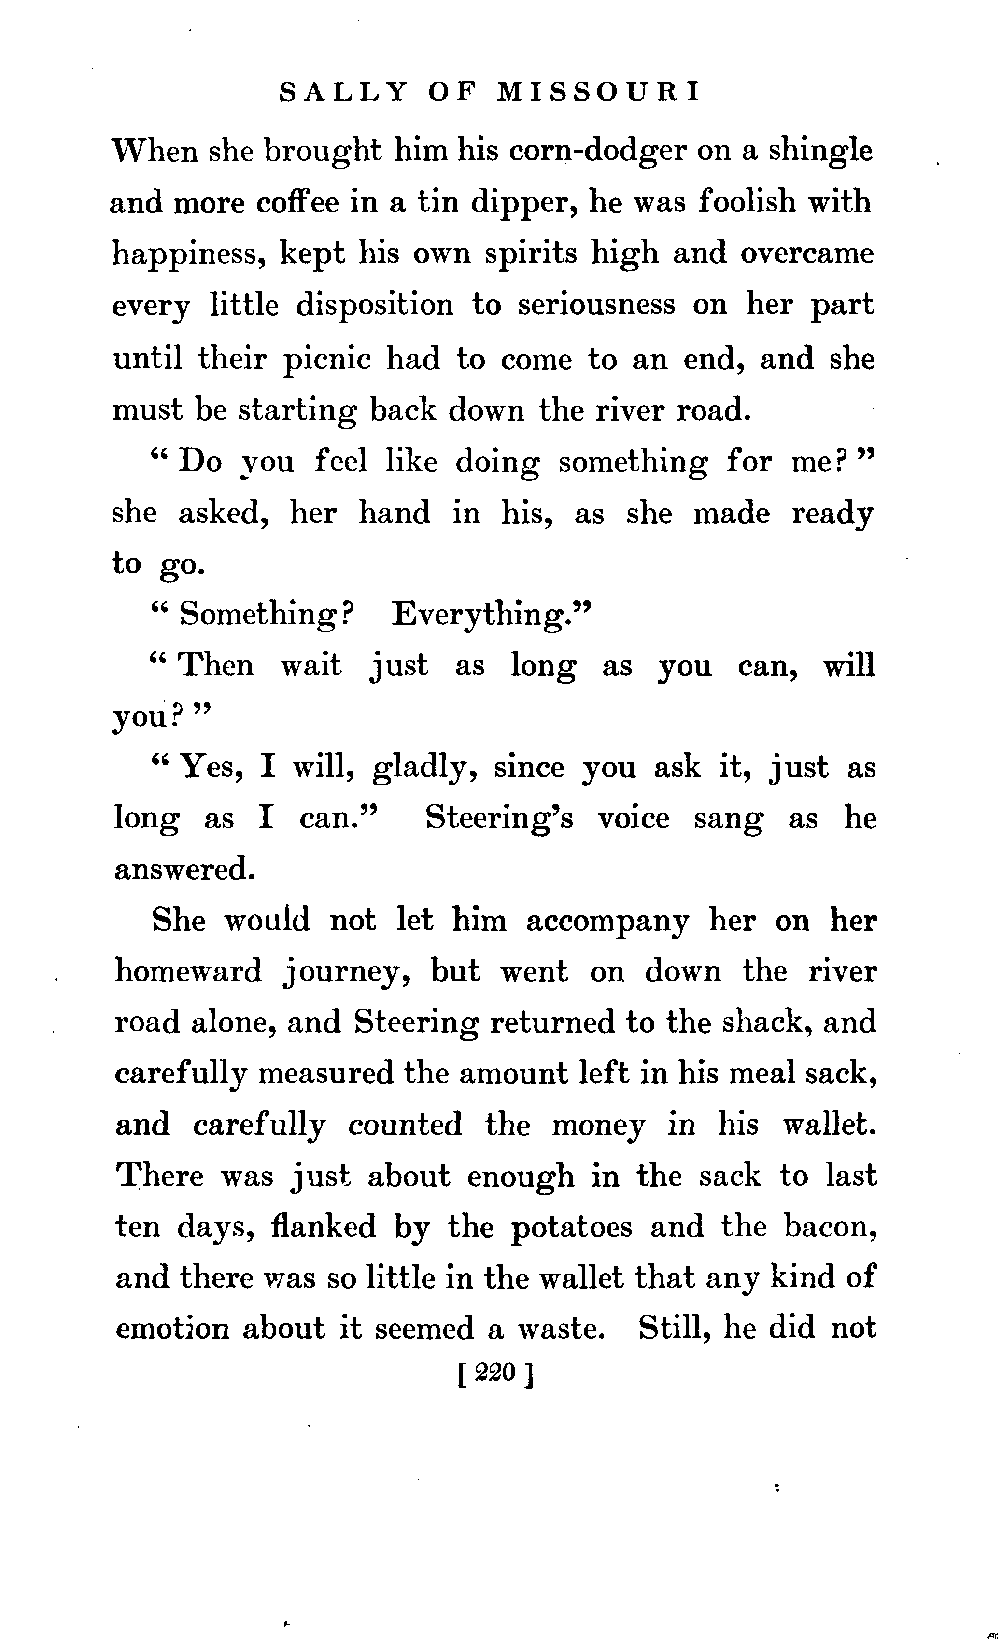 SALLY OF MISSOURI
When she brought him his corn-dodger on a shingle
and more coffee in a tin dipper, he was foolish with
happiness, kept his own spirits high and overcame
every little disposition to seriousness on her part
until their picnic had to come to an end, and she
must be starting back down the river road.
“ Do you feel like doing something for me? ”
she asked, her hand in his, as she made ready
to go.
“ Something? Everything.”
“ Then wait just as long as you can, will
you? ”
“ Yes, I will, gladly, since you ask it, just as
long as I can.” Steering’s voice sang as he
answered.
She would not let him accompany her on her
homeward journey, but went on down the river
road alone, and Steering returned to the shack, and
carefully measured the amount left in his meal sack,
and carefully counted the money in his wallet.
There was just about enough in the sack to last
ten days, flanked by the potatoes and the bacon,
and there was so little in the wallet that any kind of
emotion about it seemed a waste. Still, he did not
[ 220 ]